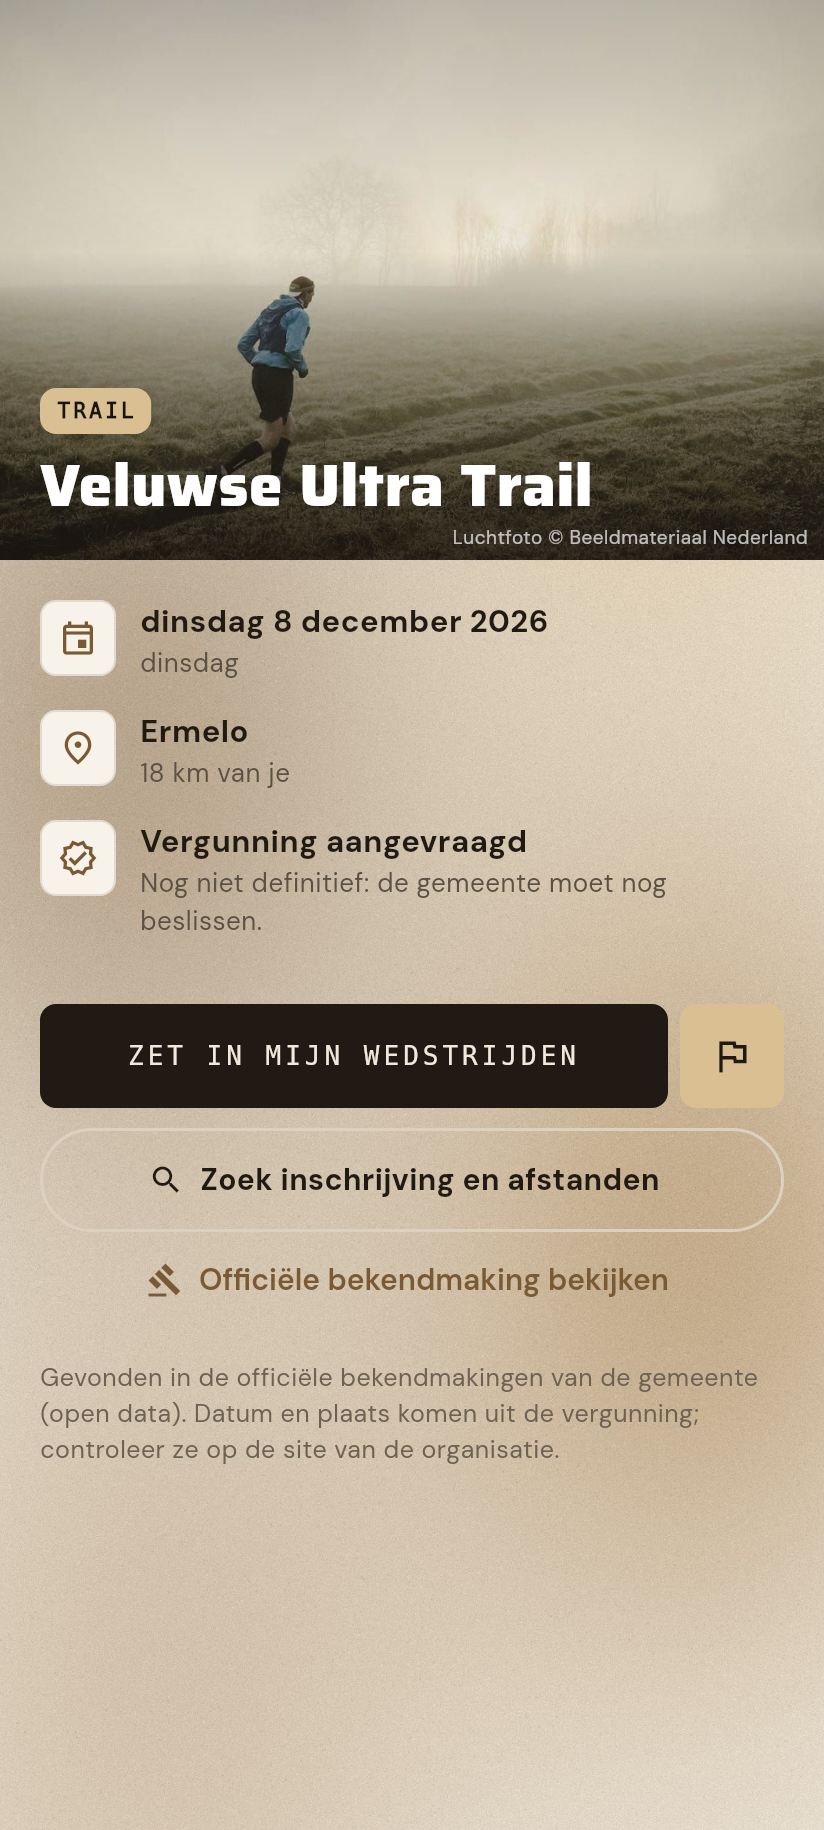 TRAIL
Veluwse Ultra Trail
Luchtfoto © Beeldmateriaal Nederland
dinsdag 8 december 2026
dinsdag
Ermelo
18 km van je
Vergunning aangevraagd
Nog niet definitief: de gemeente moet nog
beslissen.
ZET IN MIJN WEDSTRIJDEN
Zoek inschrijving en afstanden
Officiële bekendmaking bekijken
Gevonden in de officiële bekendmakingen van de gemeente
(open data). Datum en plaats komen uit de vergunning;
controleer ze op de site van de organisatie.